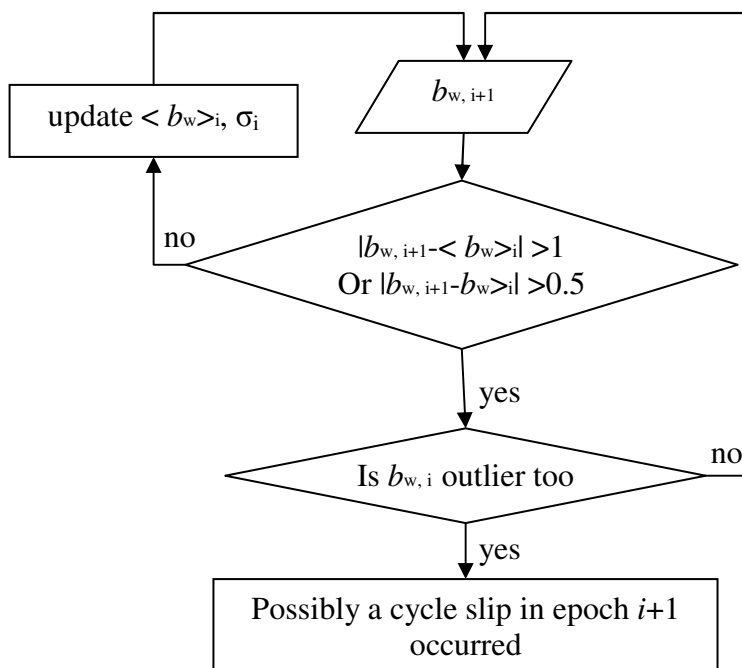 b_w, i+1
update < b_w>_i, σ_i
no
|b_w, i+1-< b_w>_i| >1
Or |b_w, i+1-b_w>_i| >0.5
yes
Is b_w, i outlier too
no
yes
Possibly a cycle slip in epoch i+1
occurred